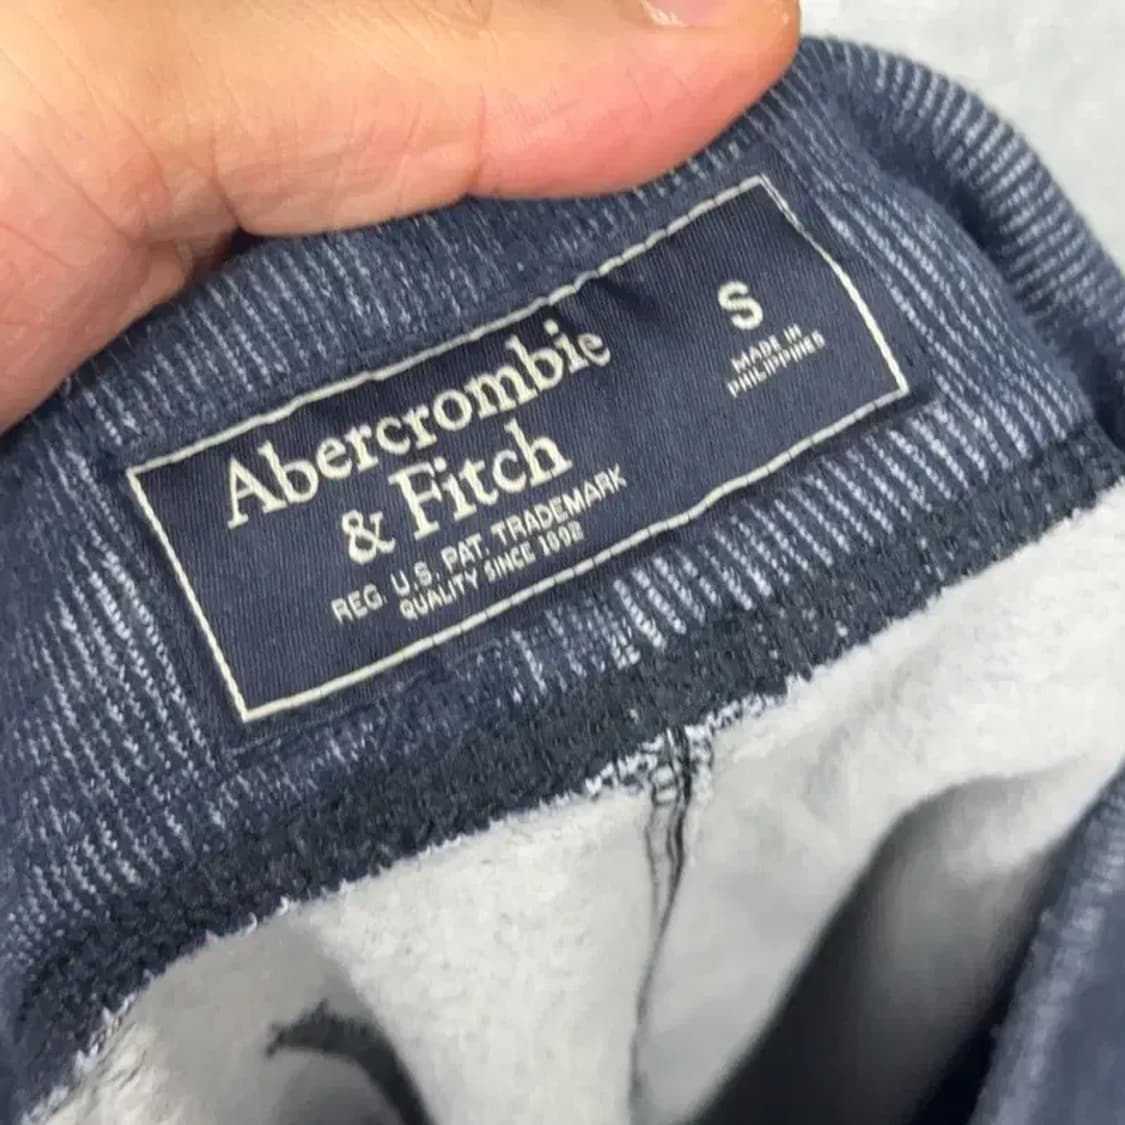 Abercrombie
& Fitch
REG. U.S. PAT. TRADEMARK
QUALITY SINCE 1892
S
MADE IN
PHILIPPINES